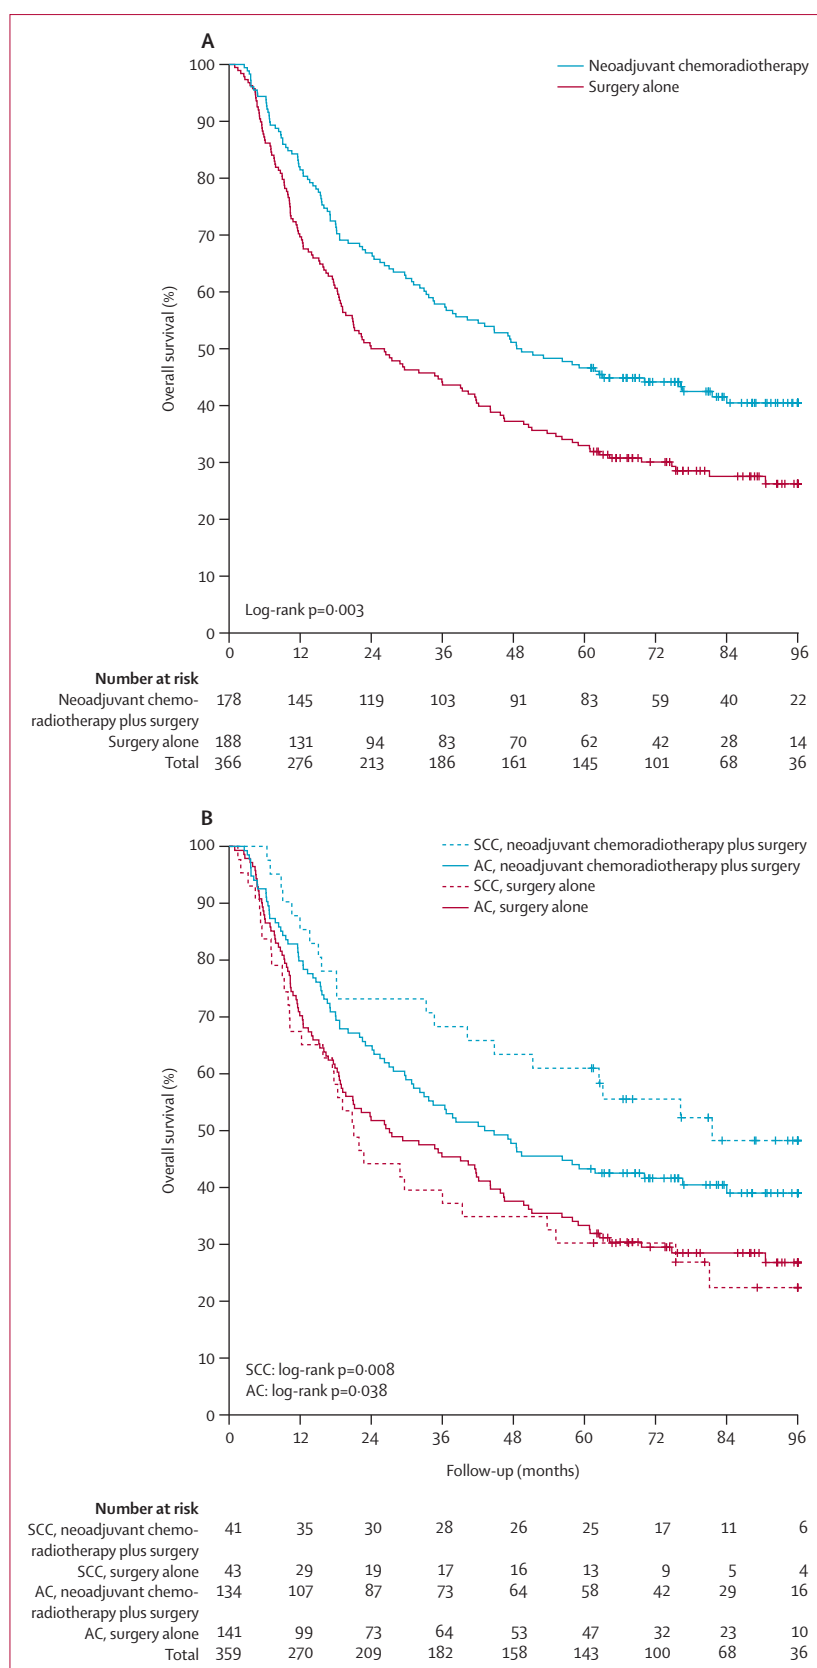 A
100
90
80
70
60
50
40
30
20
10
0
Overall survival (%)
Neoadjuvant chemoradiotherapy
Surgery alone
Log-rank p=0·003
0 12 24 36 48 60 72 84 96
Number at risk
Neoadjuvant chemo-
radiotherapy plus surgery
178 145 119 103 91 83 59 40 22
Surgery alone 188 131 94 83 70 62 42 28 14
Total 366 276 213 186 161 145 101 68 36
B
100
90
80
70
60
50
40
30
20
10
0
Overall survival (%)
SCC, neoadjuvant chemoradiotherapy plus surgery
AC, neoadjuvant chemoradiotherapy plus surgery
SCC, surgery alone
AC, surgery alone
SCC: log-rank p=0·008
AC: log-rank p=0·038
0 12 24 36 48 60 72 84 96
Follow-up (months)
Number at risk
SCC, neoadjuvant chemo-
radiotherapy plus surgery
41 35 30 28 26 25 17 11 6
SCC, surgery alone 43 29 19 17 16 13 9 5 4
AC, neoadjuvant chemo-
radiotherapy plus surgery
134 107 87 73 64 58 42 29 16
AC, surgery alone 141 99 73 64 53 47 32 23 10
Total 359 270 209 182 158 143 100 68 36